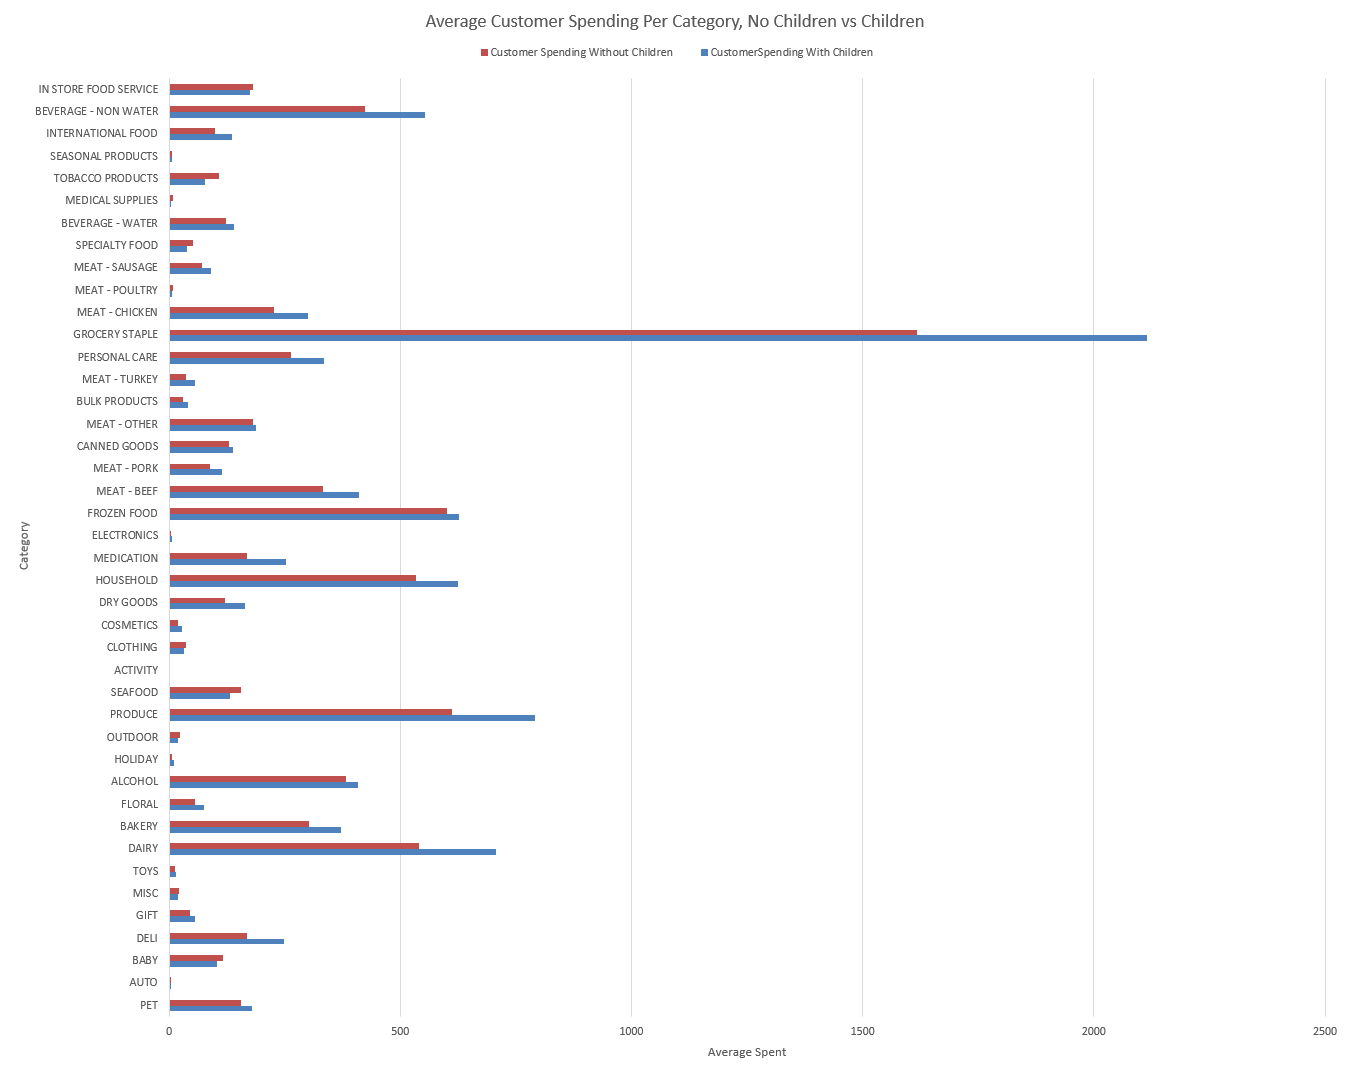 Average Customer Spending Per Category, No Children vs Children
Customer Spending Without Children
CustomerSpending With Children
IN STORE FOOD SERVICE
BEVERAGE - NON WATER
INTERNATIONAL FOOD
SEASONAL PRODUCTS
TOBACCO PRODUCTS
MEDICAL SUPPLIES
BEVERAGE - WATER
SPECIALTY FOOD
MEAT - SAUSAGE
MEAT - POULTRY
MEAT - CHICKEN
GROCERY STAPLE
PERSONAL CARE
MEAT - TURKEY
BULK PRODUCTS
MEAT - OTHER
CANNED GOODS
MEAT - PORK
MEAT - BEEF
FROZEN FOOD
ELECTRONICS
MEDICATION
HOUSEHOLD
DRY GOODS
COSMETICS
CLOTHING
ACTIVITY
SEAFOOD
PRODUCE
OUTDOOR
HOLIDAY
ALCOHOL
FLORAL
BAKERY
DAIRY
TOYS
MISC
GIFT
DELI
BABY
AUTO
PET
Category
0 500 1000 1500 2000 2500
Average Spent